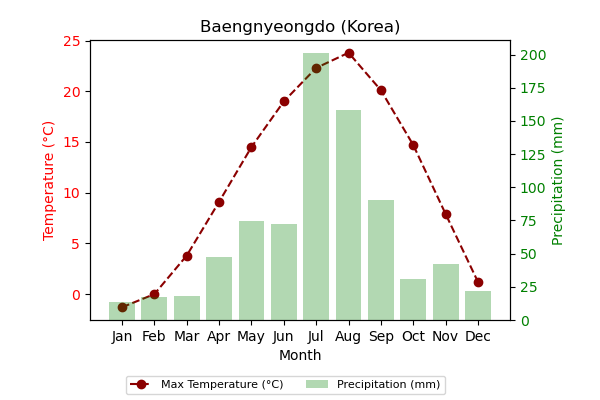 Baengnyeongdo (Korea)
25
20
15
10
5
0
Temperature (°C)
200
175
150
125
100
75
50
25
0
Precipitation (mm)
Jan Feb Mar Apr May Jun Jul Aug Sep Oct Nov Dec
Month
Max Temperature (°C) Precipitation (mm)